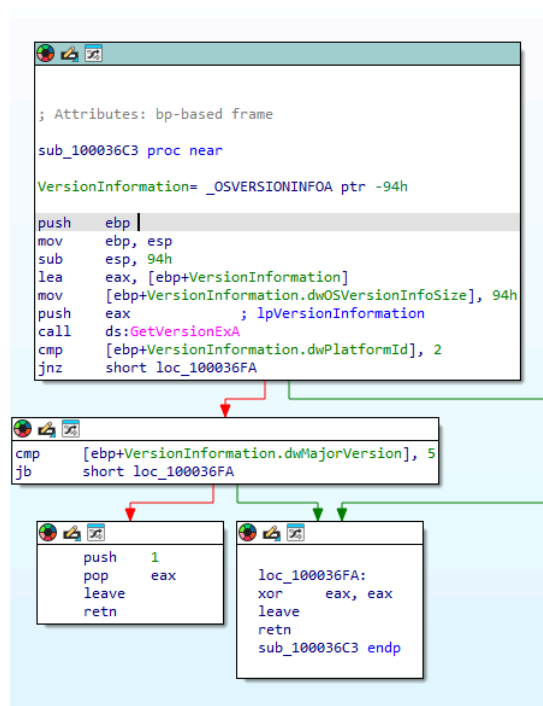 ; Attributes: bp-based frame
sub_100036C3 proc near
VersionInformation= _OSVERSIONINFOA ptr -94h
push    ebp
mov     ebp, esp
sub     esp, 94h
lea     eax, [ebp+VersionInformation]
mov     [ebp+VersionInformation.dwOSVersionInfoSize], 94h
push    eax             ; lpVersionInformation
call    ds:GetVersionExA
cmp     [ebp+VersionInformation.dwPlatformId], 2
jnz     short loc_100036FA
cmp     [ebp+VersionInformation.dwMajorVersion], 5
jb      short loc_100036FA
push    1
pop     eax
leave
retn
loc_100036FA:
xor     eax, eax
leave
retn
sub_100036C3 endp